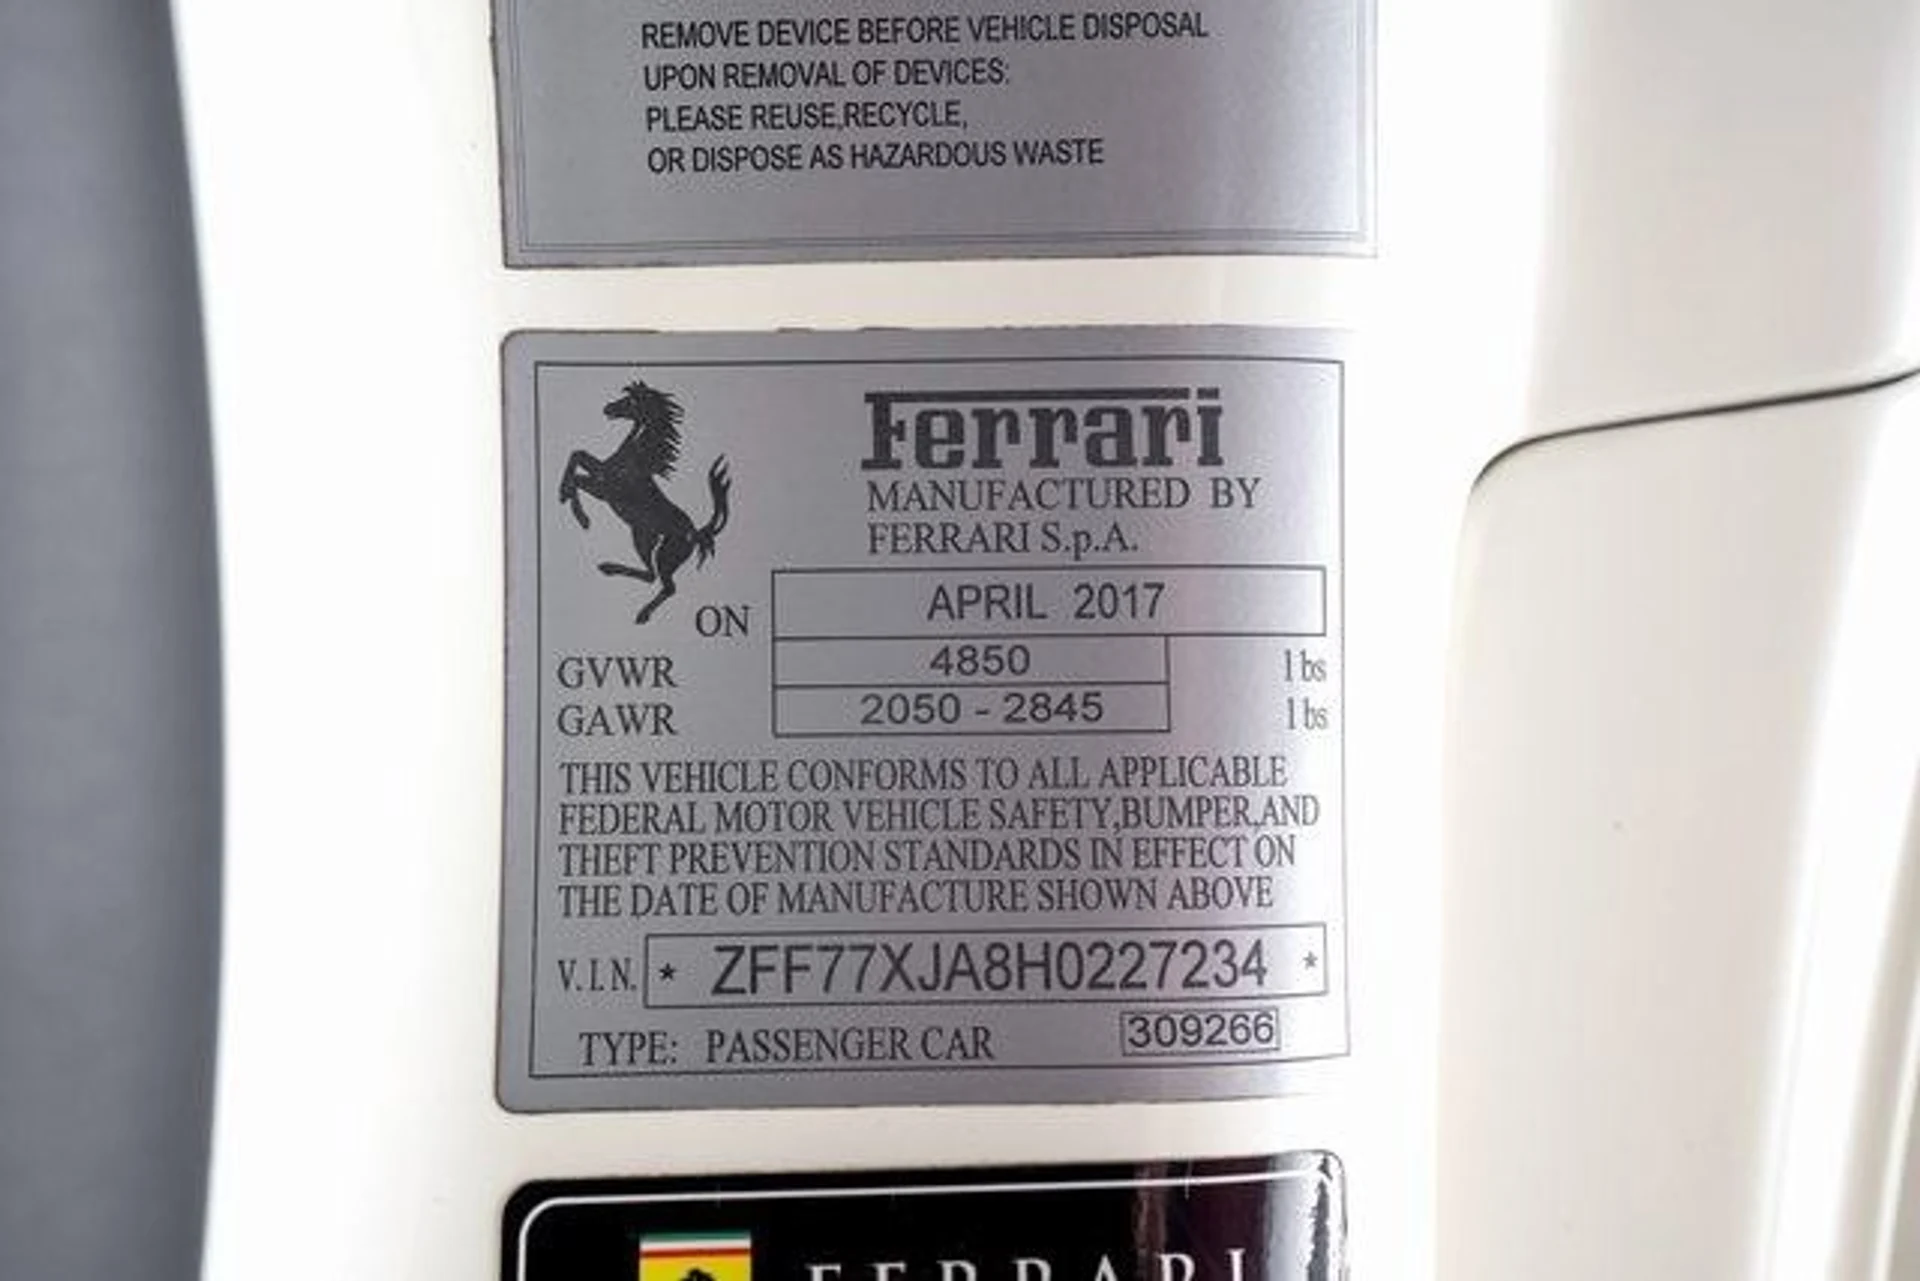 REMOVE DEVICE BEFORE VEHICLE DISPOSAL
UPON REMOVAL OF DEVICES:
PLEASE REUSE,RECYCLE,
OR DISPOSE AS HAZARDOUS WASTE
Ferrari
MANUFACTURED BY
FERRARI S.p.A.
ON APRIL 2017
GVWR 4850 lbs
GAWR 2050 - 2845 lbs
THIS VEHICLE CONFORMS TO ALL APPLICABLE
FEDERAL MOTOR VEHICLE SAFETY,BUMPER,AND
THEFT PREVENTION STANDARDS IN EFFECT ON
THE DATE OF MANUFACTURE SHOWN ABOVE
V.I.N. * ZFF77XJA8H0227234 *
TYPE: PASSENGER CAR 309266
FERRARI